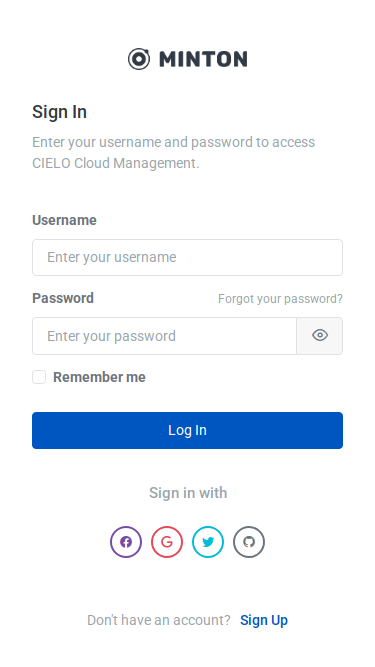 MINTON
Sign In
Enter your username and password to access
CIELO Cloud Management.
Username
Enter your username
Password
Forgot your password?
Enter your password
Remember me
Log In
Sign in with
Don't have an account? Sign Up